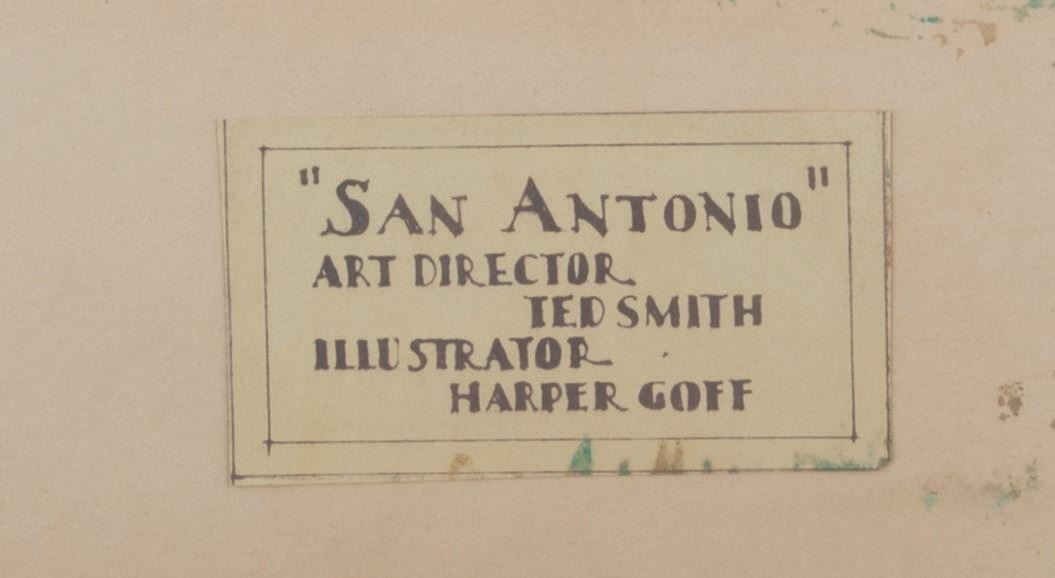 "SAN ANTONIO"
ART DIRECTOR
TED SMITH
ILLUSTRATOR
HARPER GOFF